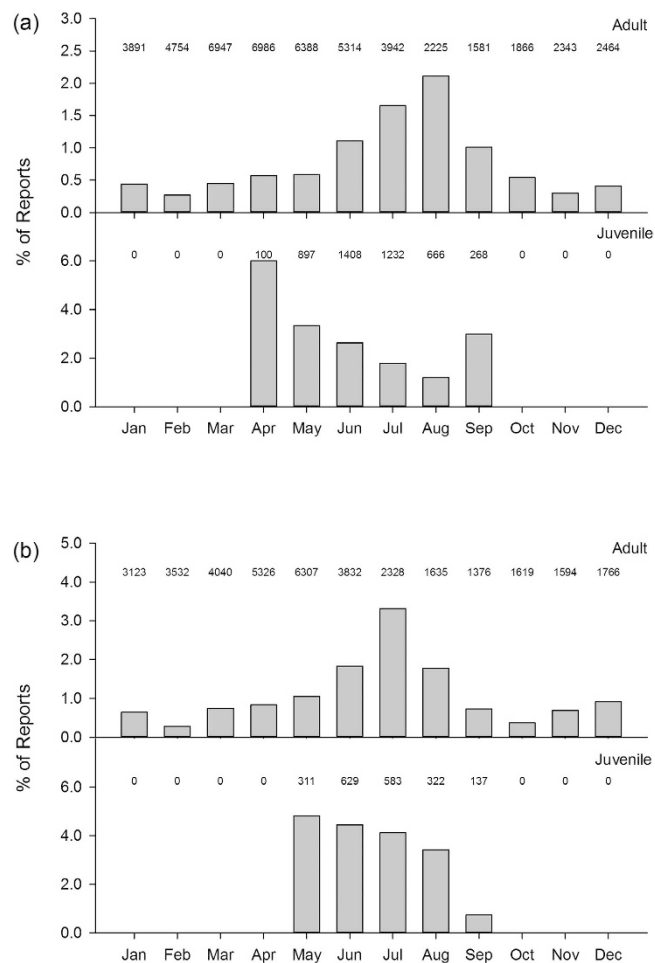 (a)
Adult
3.0
3891 4754 6947 6986 6388 5314 3942 2225 1581 1866 2343 2464
2.5
2.0
1.5
1.0
0.5
0.0
% of Reports
Juvenile
0 0 0 100 897 1408 1232 666 268 0 0 0
6.0
4.0
2.0
0.0
Jan Feb Mar Apr May Jun Jul Aug Sep Oct Nov Dec
(b)
Adult
5.0
3123 3532 4040 5326 6307 3832 2328 1635 1376 1619 1594 1766
4.0
3.0
2.0
1.0
0.0
% of Reports
Juvenile
0 0 0 0 311 629 583 322 137 0 0 0
6.0
4.0
2.0
0.0
Jan Feb Mar Apr May Jun Jul Aug Sep Oct Nov Dec